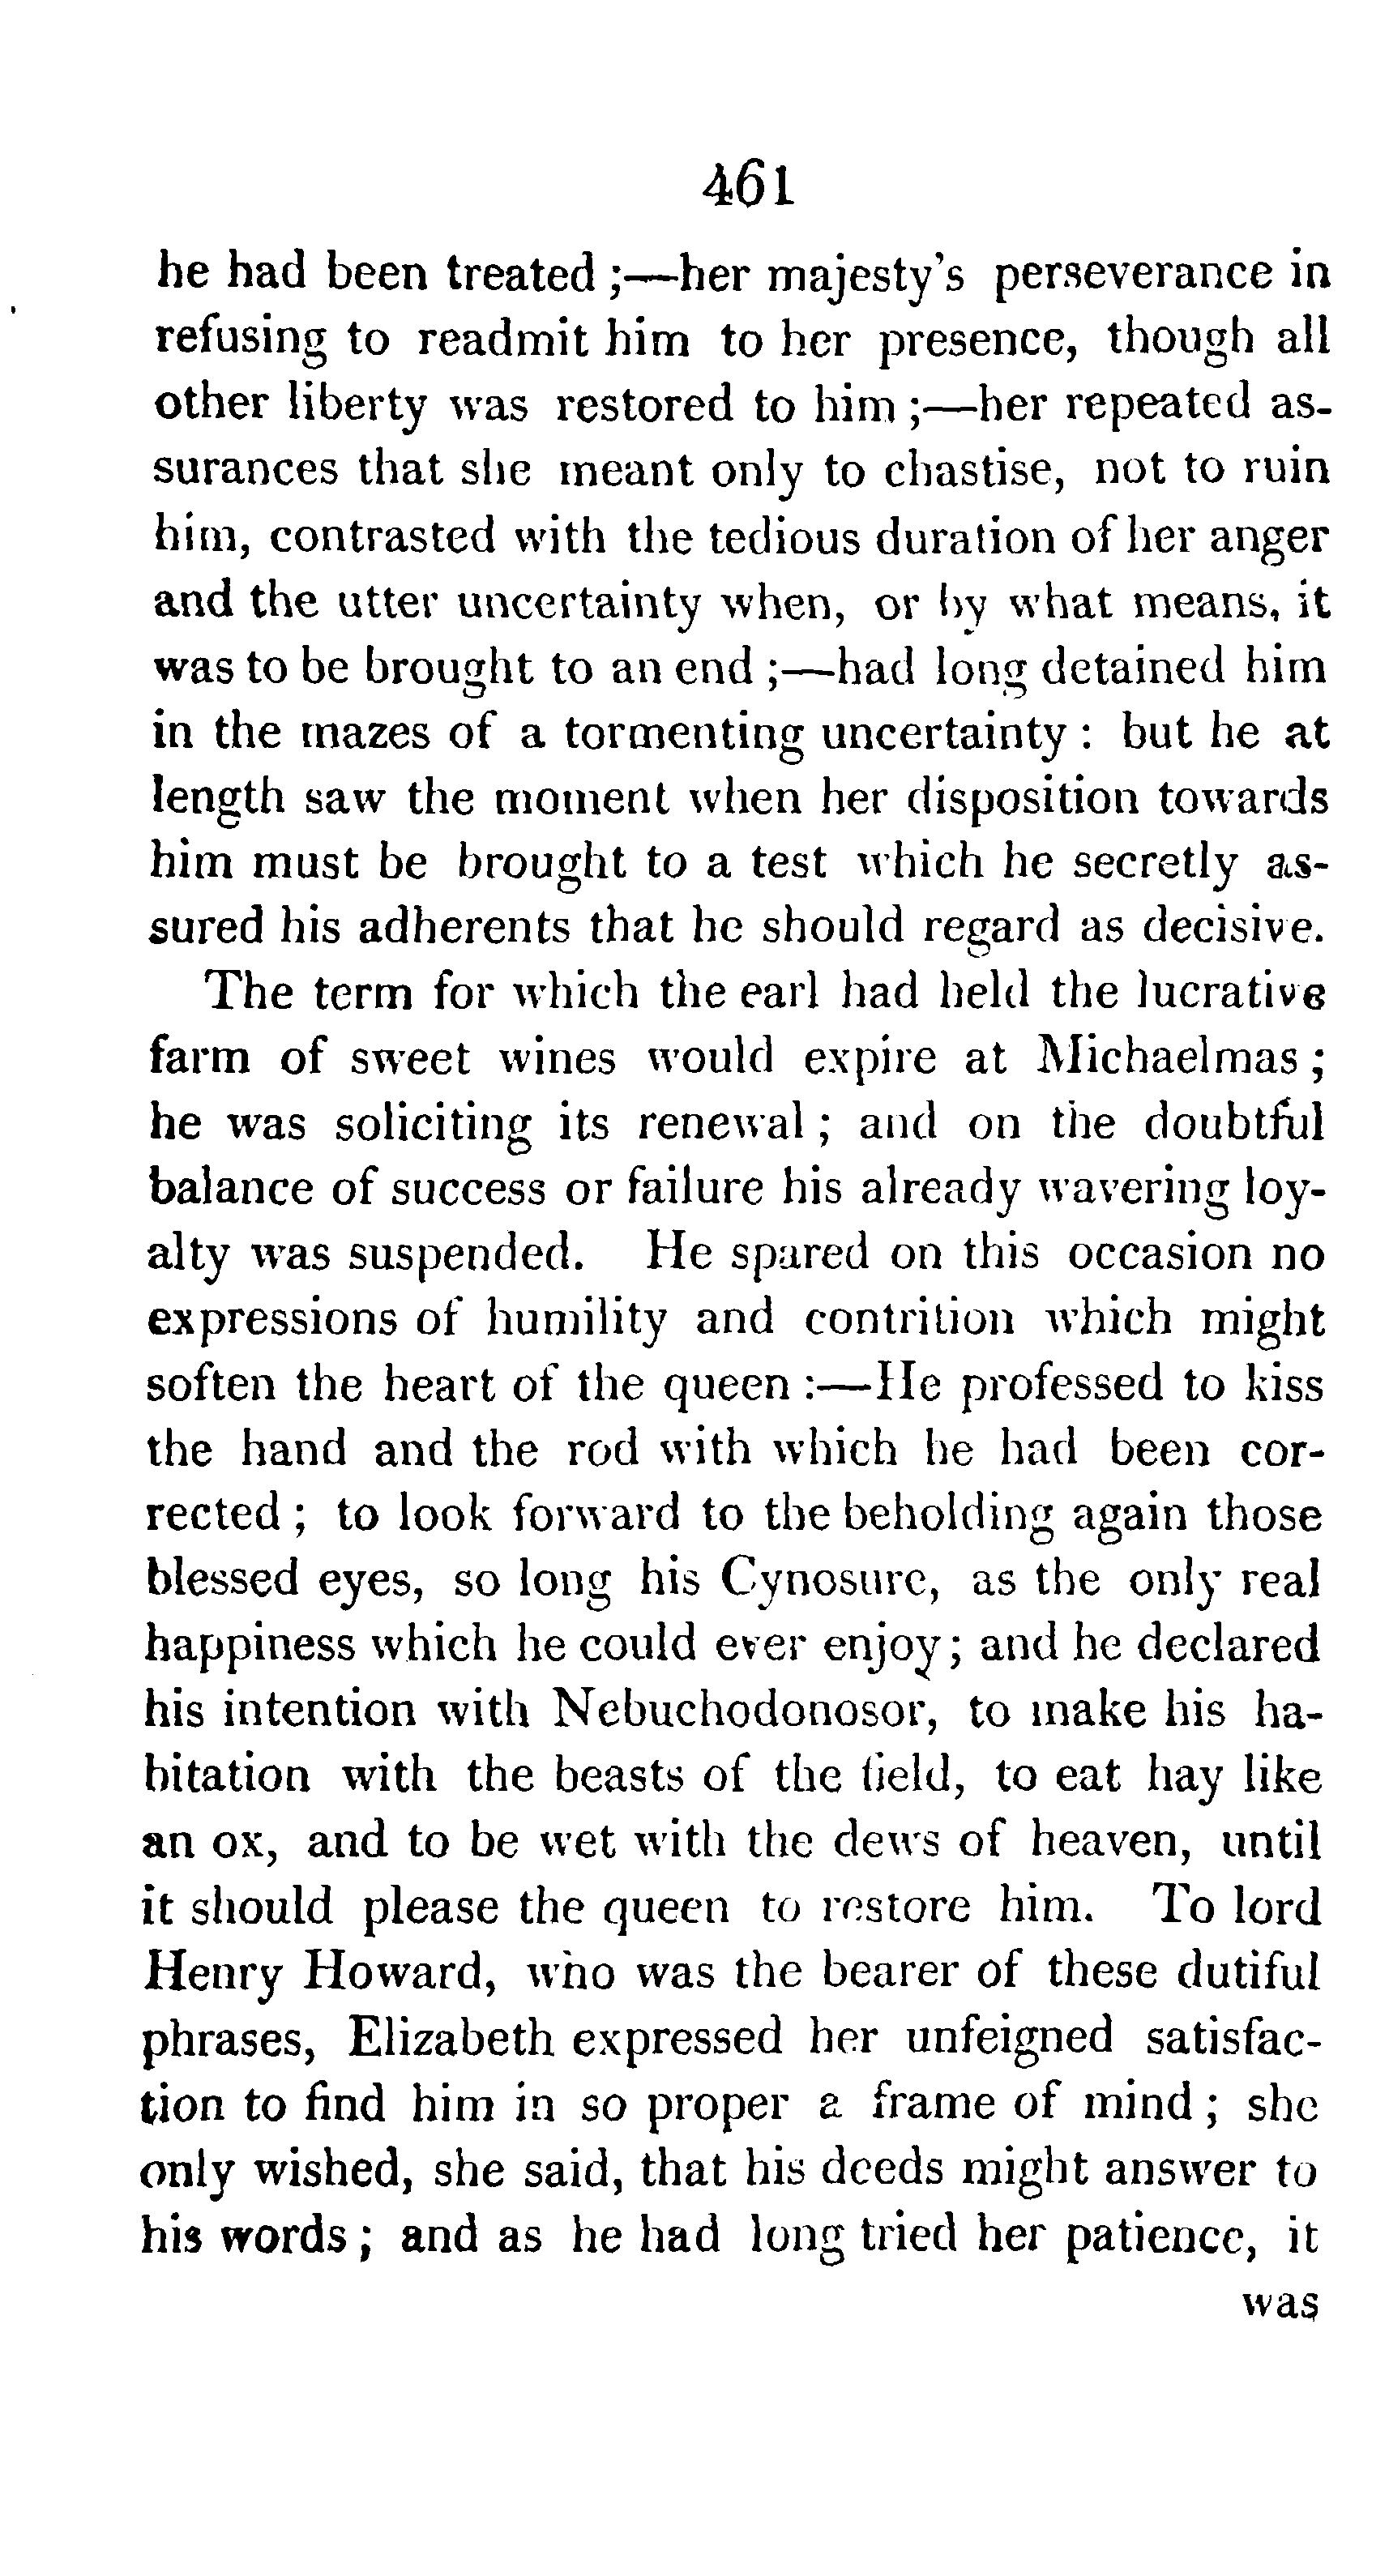 461
he had been treated ;—her majesty's perseverance in
refusing to readmit him to her presence, though all
other liberty was restored to him ;—her repeated as-
surances that she meant only to chastise, not to ruin
him, contrasted with the tedious duration of her anger
and the utter uncertainty when, or by what means, it
was to be brought to an end ;—had long detained him
in the mazes of a tormenting uncertainty : but he at
length saw the moment when her disposition towards
him must be brought to a test which he secretly as-
sured his adherents that he should regard as decisive.
The term for which the earl had held the lucrative
farm of sweet wines would expire at Michaelmas ;
he was soliciting its renewal ; and on the doubtful
balance of success or failure his already wavering loy-
alty was suspended. He spared on this occasion no
expressions of humility and contrition which might
soften the heart of the queen :—He professed to kiss
the hand and the rod with which he had been cor-
rected ; to look forward to the beholding again those
blessed eyes, so long his Cynosure, as the only real
happiness which he could ever enjoy ; and he declared
his intention with Nebuchodonosor, to make his ha-
bitation with the beasts of the field, to eat hay like
an ox, and to be wet with the dews of heaven, until
it should please the queen to restore him. To lord
Henry Howard, who was the bearer of these dutiful
phrases, Elizabeth expressed her unfeigned satisfac-
tion to find him in so proper a frame of mind ; she
only wished, she said, that his deeds might answer to
his words ; and as he had long tried her patience, it
was